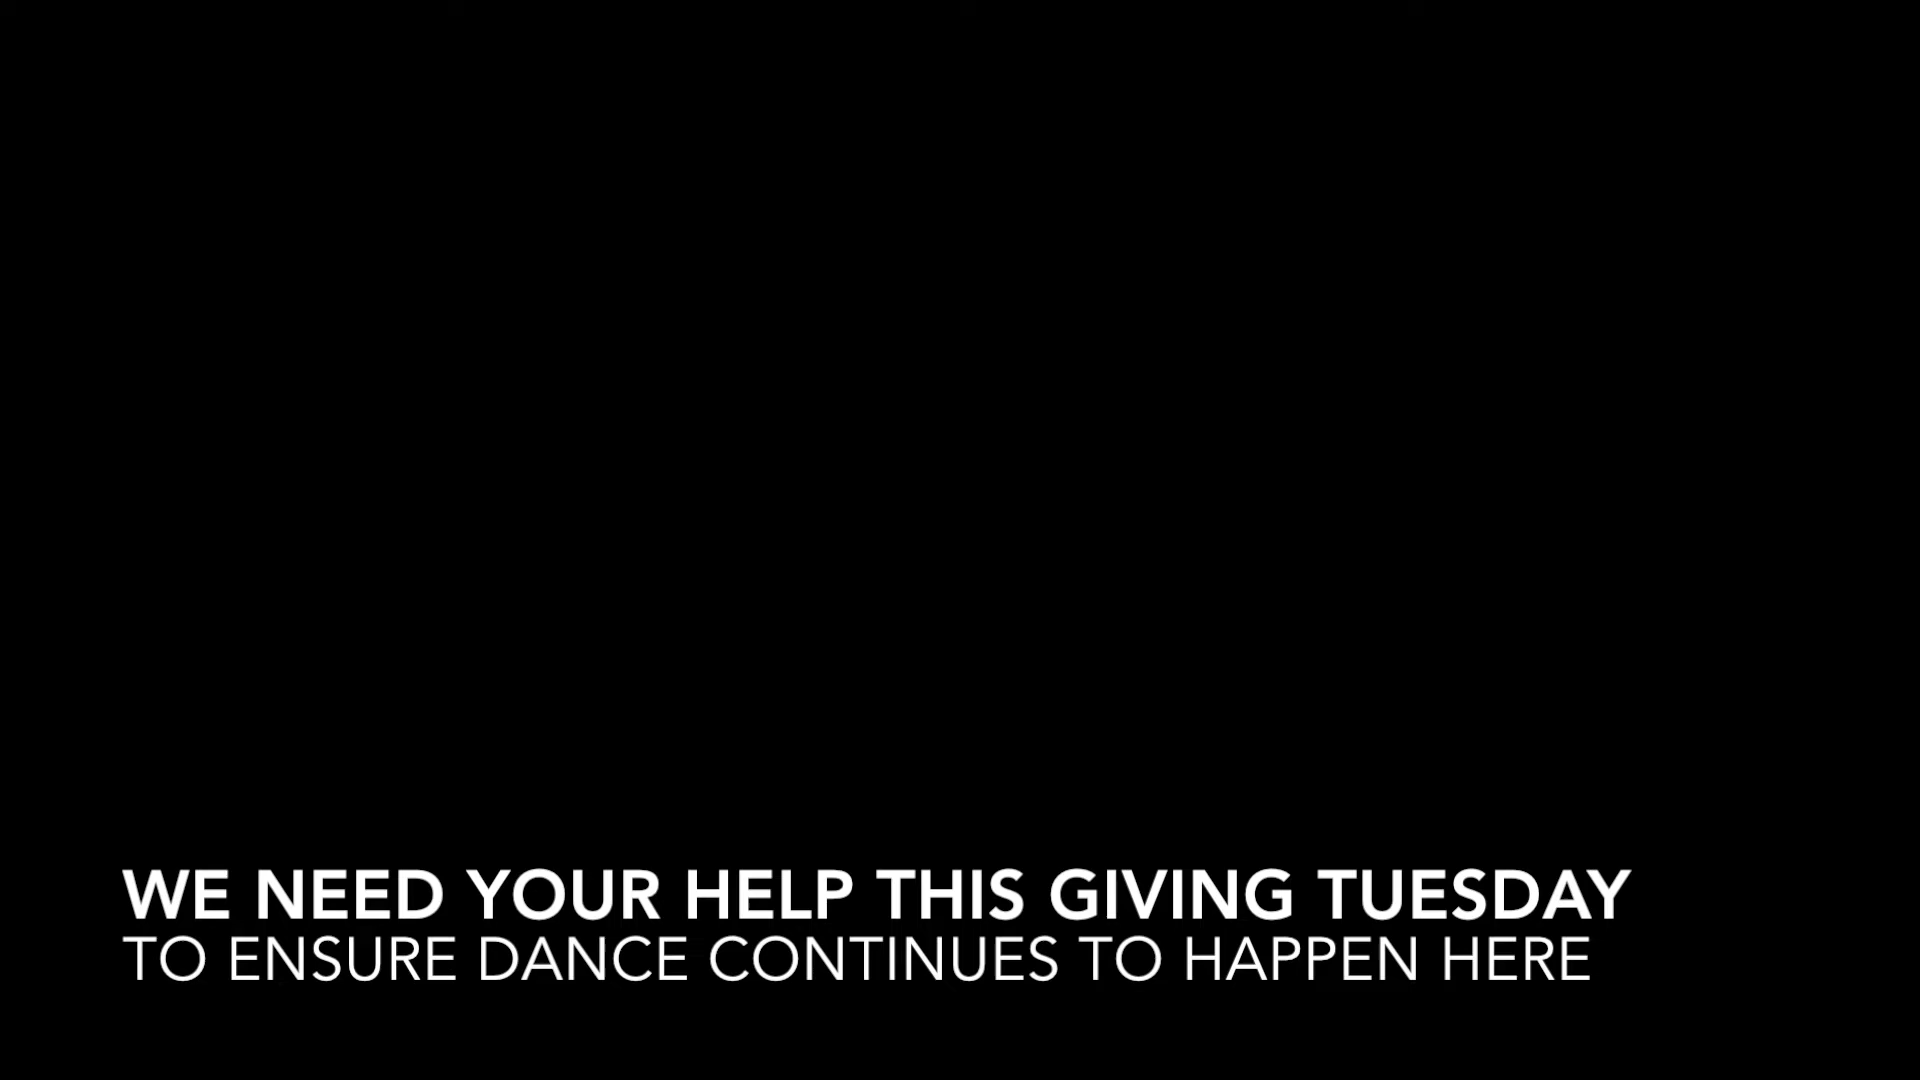 WE NEED YOUR HELP THIS GIVING TUESDAY
TO ENSURE DANCE CONTINUES TO HAPPEN HERE